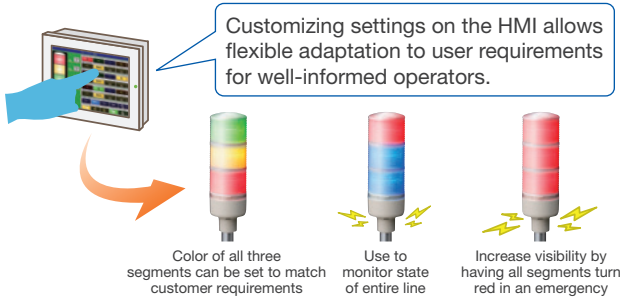 Customizing settings on the HMI allows
flexible adaptation to user requirements
for well-informed operators.
Color of all three
segments can be set to match
customer requirements
Use to
monitor state
of entire line
Increase visibility by
having all segments turn
red in an emergency